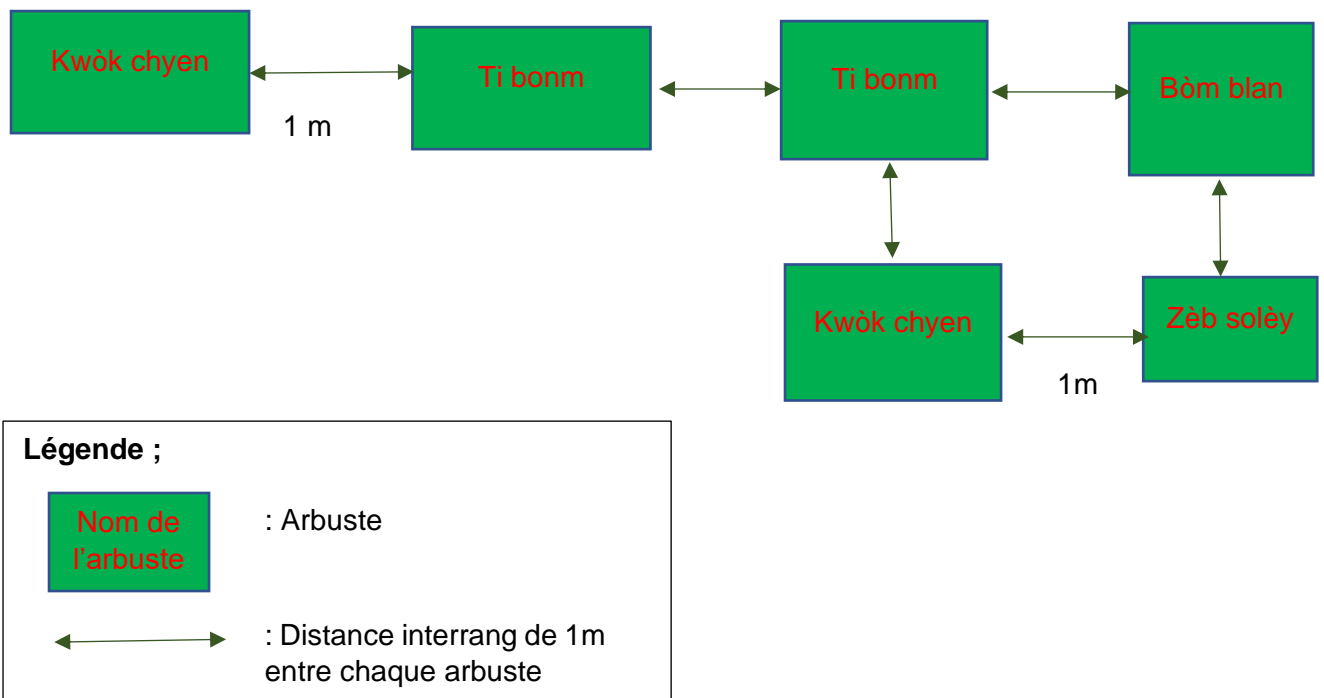 Kwòk chyen
Ti bonm
Ti bonm
Bòm blan
1 m
Kwòk chyen
Zèb solèy
1m
Légende ;
Nom de
l’arbuste
: Arbuste
: Distance interrang de 1m
entre chaque arbuste